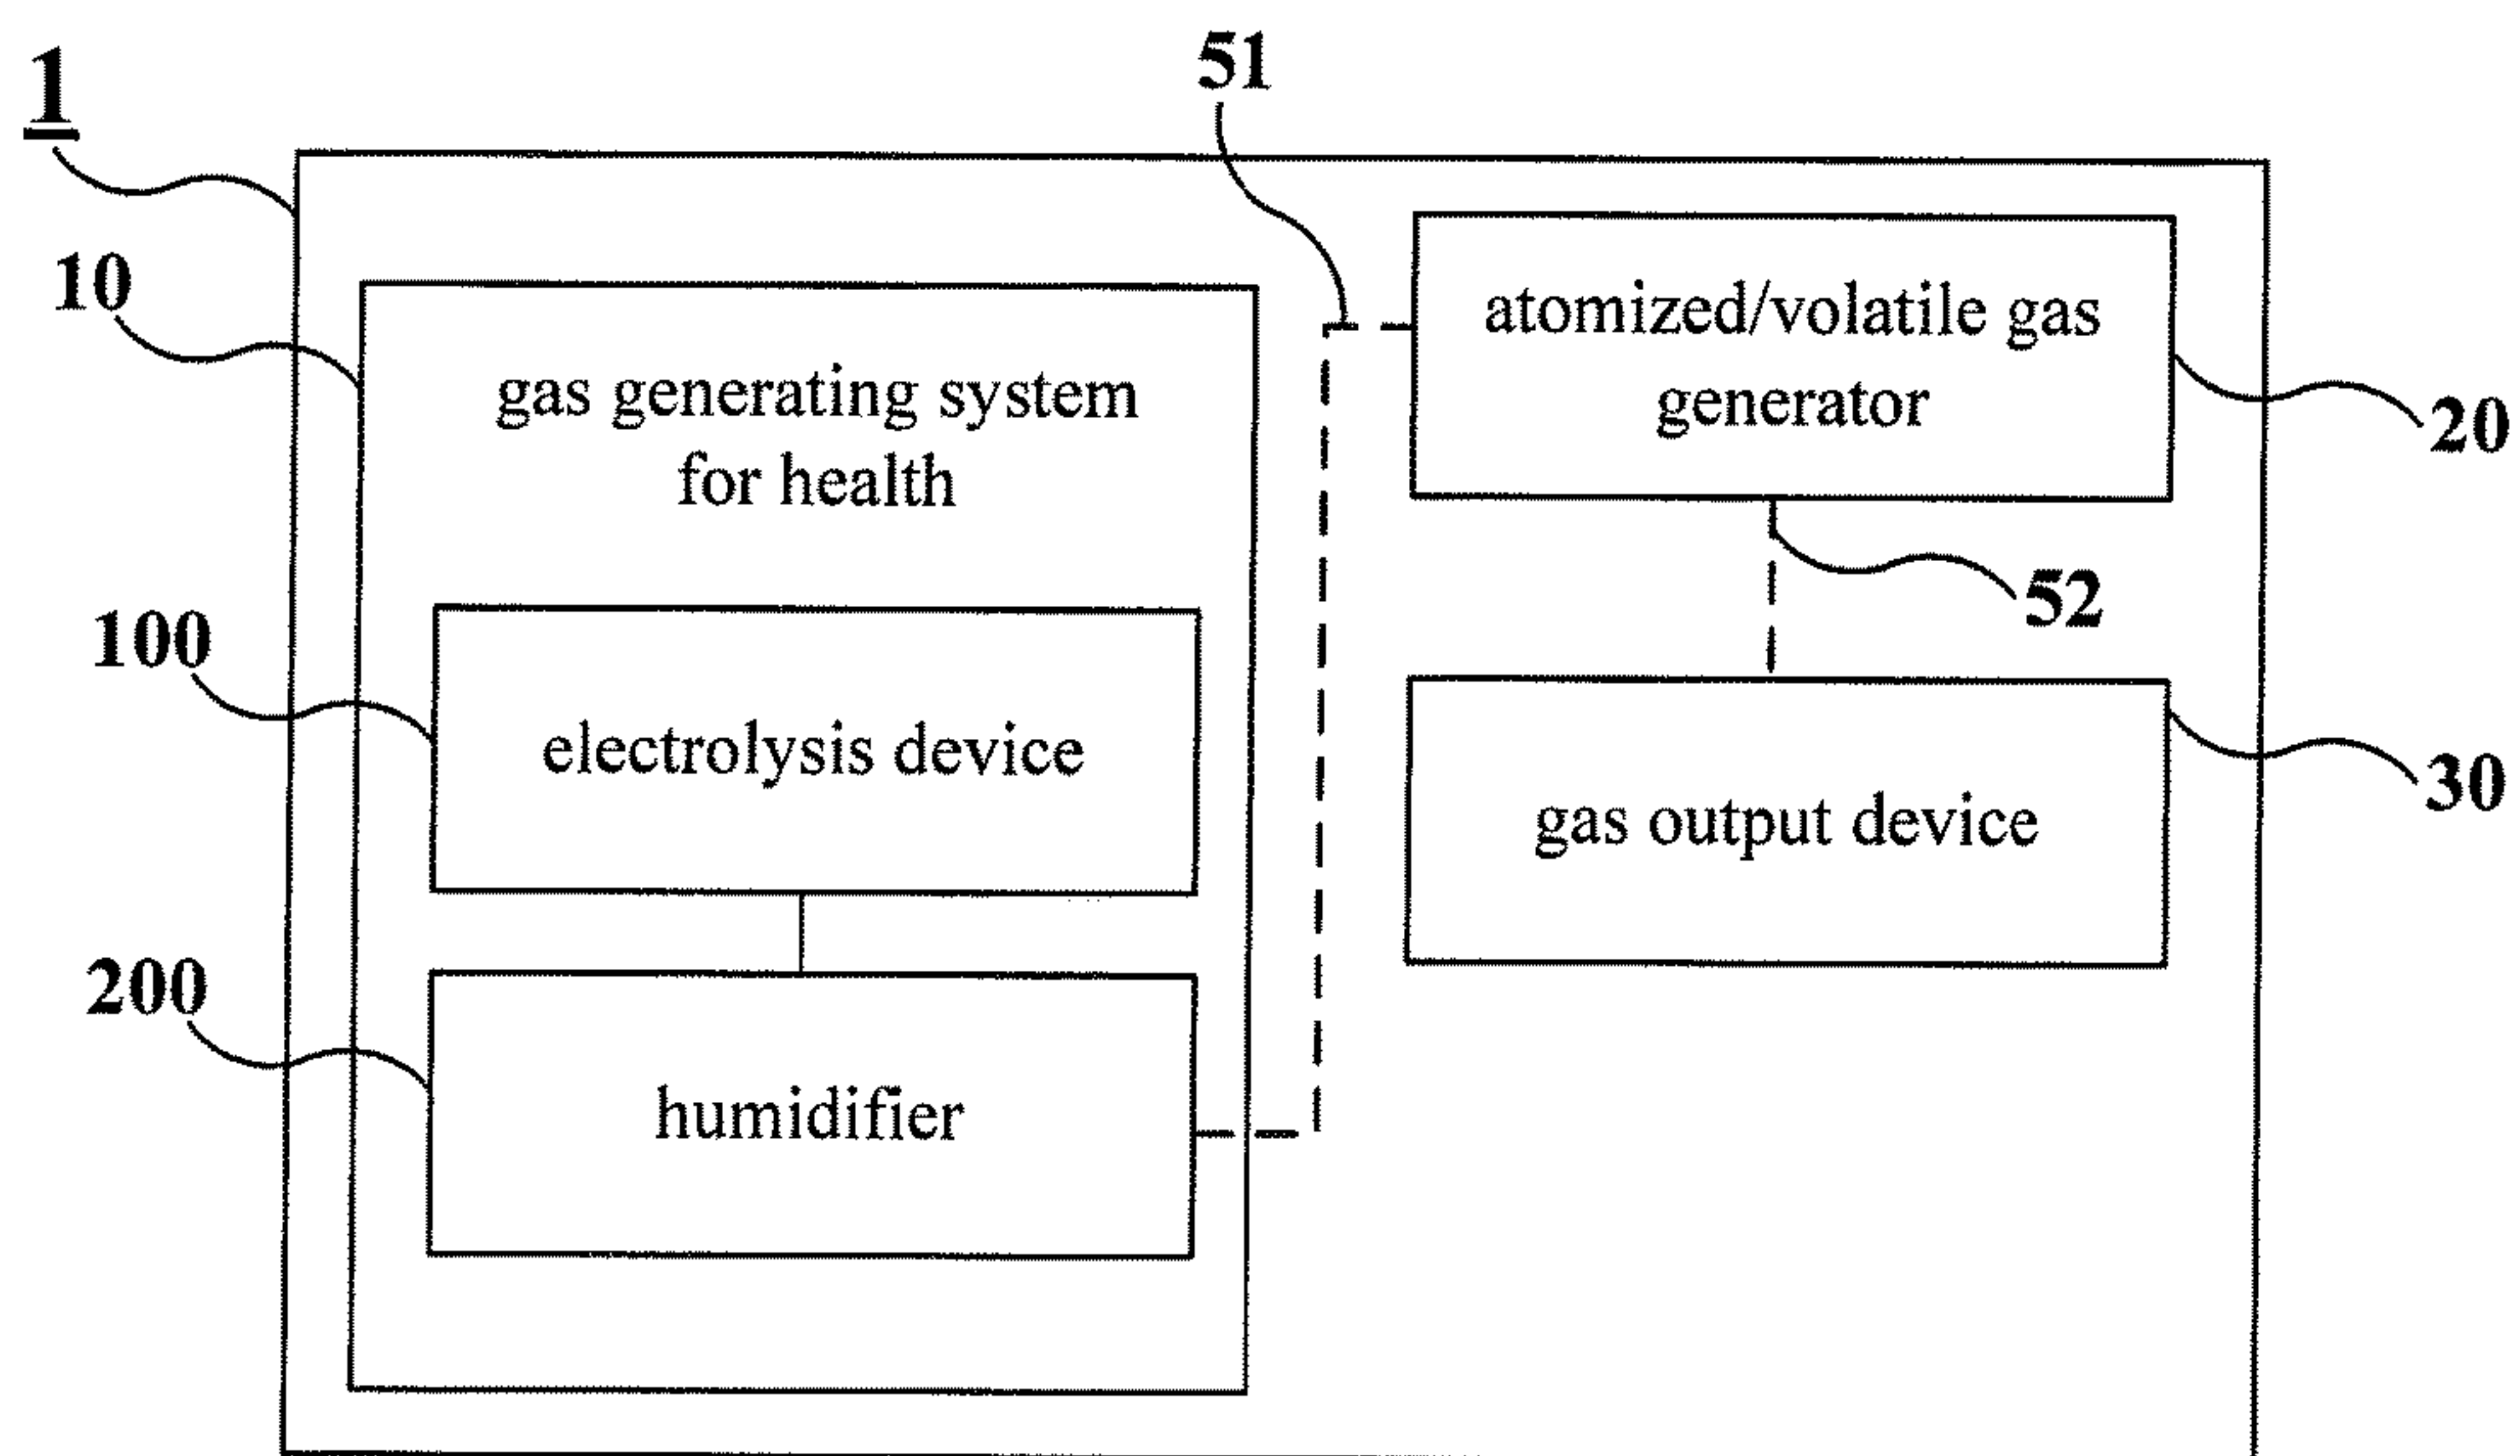 1
51
10
atomized/volatile gas
generator
gas generating system
for health
20
52
100
electrolysis device
30
gas output device
200
humidifier